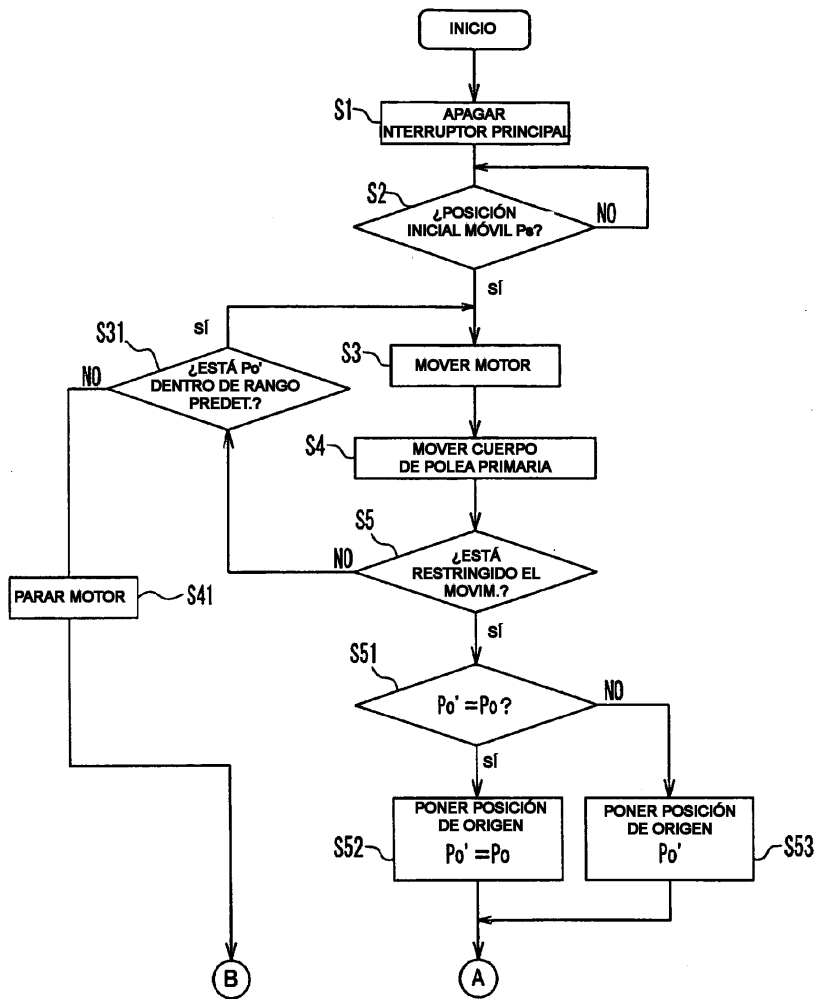 INICIO
S1
APAGAR
NTERRUPTOR PRINCIPAL
S2
¿POSICIÓN
INICIAL MÓVIL Ps?
NO
SÍ
SÍ
S31
¿ESTÁ Po'
DENTRO DE RANGO
PREDET.?
NO
S3
MOVER MOTOR
S4
MOVER CUERPO
DE POLEA PRIMARIA
S5
¿ESTÁ
RESTRINGIDO EL
MOVIM.?
NO
SÍ
PARAR MOTOR
S41
S51
Po' = Po ?
NO
SÍ
PONER POSICIÓN
DE ORIGEN
Po' = Po
S52
PONER POSICIÓN
DE ORIGEN
Po'
S53
B
A